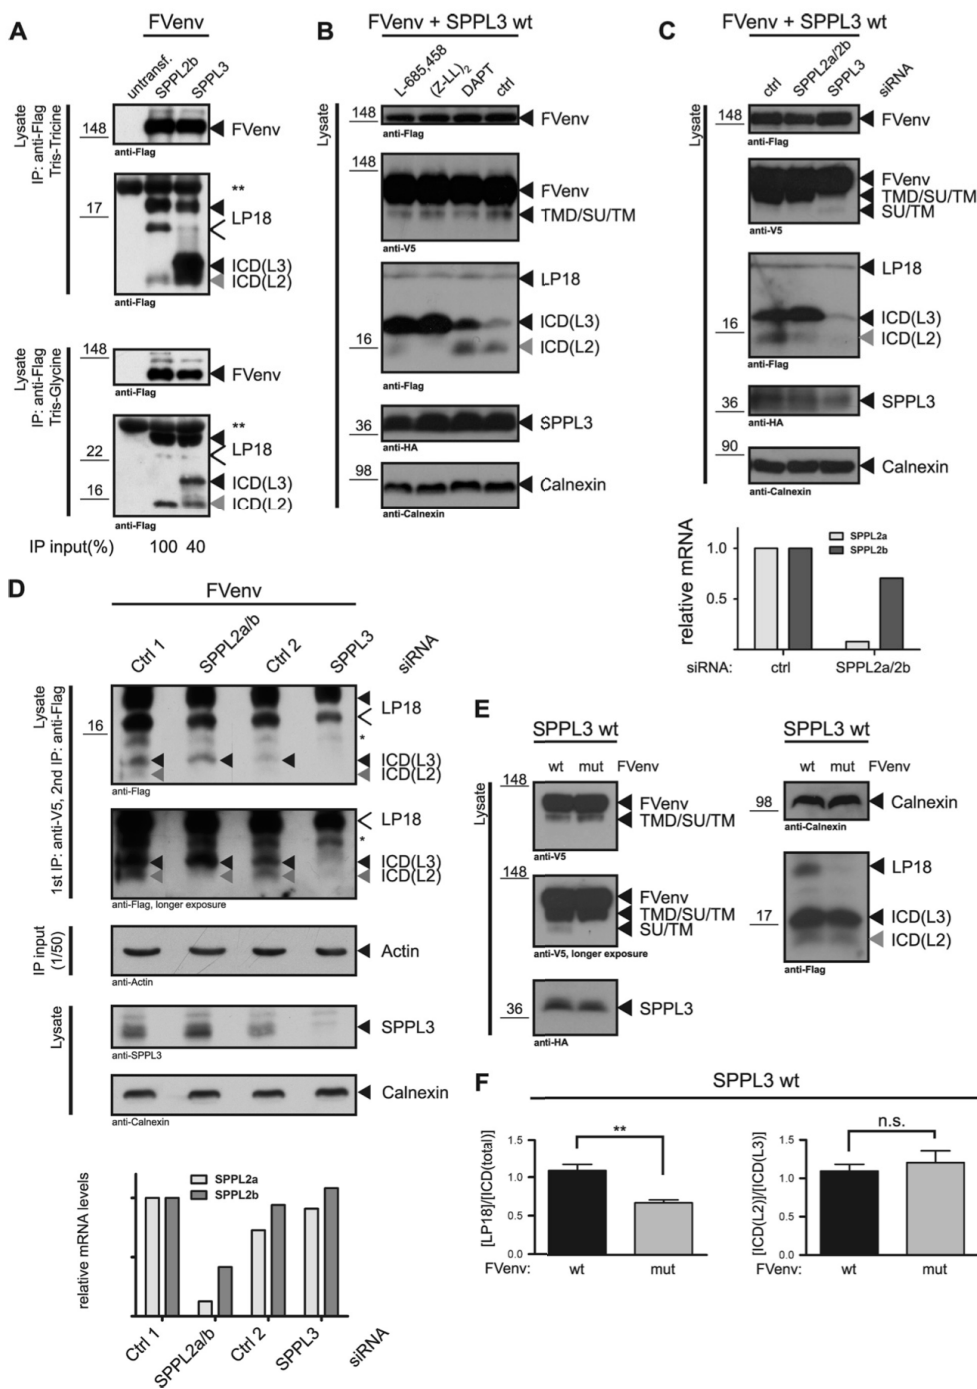 A
FVenv
untransf.
SPPL2b
SPPL3
Lysate
IP: anti-Flag
Tris-Tricine
148
FVenv
anti-Flag
**
17
LP18
ICD(L3)
ICD(L2)
anti-Flag
Lysate
IP: anti-Flag
Tris-Glycine
148
FVenv
anti-Flag
**
22
LP18
16
ICD(L3)
ICD(L2)
anti-Flag
IP input(%) 100 40
B
FVenv + SPPL3 wt
L-685,458
(Z-LL)2
DAPT
ctrl
Lysate
FVenv
anti-Flag
148
FVenv
TMD/SU/TM
anti-V5
LP18
16
ICD(L3)
ICD(L2)
anti-Flag
36
SPPL3
anti-HA
98
Calnexin
anti-Calnexin
C
FVenv + SPPL3 wt
ctrl
SPPL2a/2b
SPPL3
siRNA
Lysate
148
FVenv
anti-Flag
FVenv
TMD/SU/TM
SU/TM
anti-V5
LP18
16
ICD(L3)
ICD(L2)
anti-Flag
36
SPPL3
anti-HA
90
Calnexin
anti-Calnexin
relative mRNA
1.0
0.5
SPPL2a
SPPL2b
siRNA: ctrl SPPL2a/2b
D
FVenv
Ctrl 1
SPPL2a/b
Ctrl 2
SPPL3
siRNA
Lysate
1st IP: anti-V5, 2nd IP: anti-Flag
16
LP18
*
ICD(L3)
ICD(L2)
anti-Flag
LP18
*
ICD(L3)
ICD(L2)
anti-Flag, longer exposure
IP input
(1/50)
Actin
anti-Actin
Lysate
SPPL3
anti-SPPL3
Calnexin
anti-Calnexin
relative mRNA levels
SPPL2a
SPPL2b
Ctrl 1
SPPL2a/b
Ctrl 2
SPPL3
siRNA
E
SPPL3 wt
wt mut FVenv
Lysate
148
FVenv
TMD/SU/TM
anti-V5
148
FVenv
TMD/SU/TM
SU/TM
anti-V5, longer exposure
36
SPPL3
anti-HA
SPPL3 wt
wt mut FVenv
98
Calnexin
anti-Calnexin
LP18
17
ICD(L3)
ICD(L2)
anti-Flag
F
SPPL3 wt
[LP18]/[ICD(total)]
1.5
1.0
0.5
0.0
**
FVenv: wt mut
[ICD(L2)]/[ICD(L3)]
1.5
1.0
0.5
0.0
n.s.
FVenv: wt mut